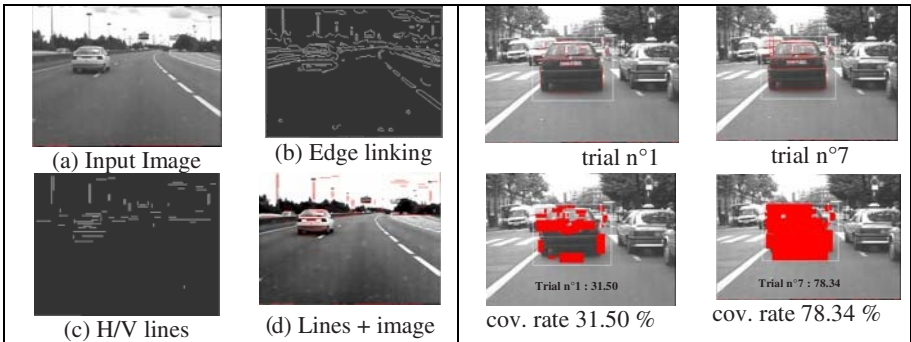 (a) Input Image
(b) Edge linking
(c) H/V lines
(d) Lines + image
trial n°1
trial n°7
Trial n°1 : 31.50
Trial n°7 : 78.34
cov. rate 31.50 %
cov. rate 78.34 %